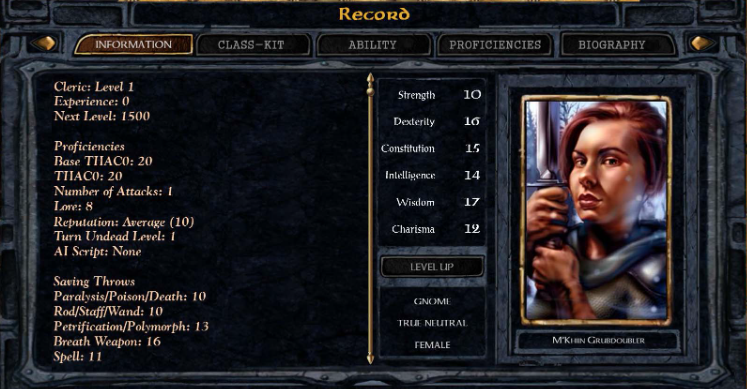 Record
INFORMATION
CLASS-KIT
ABILITY
PROFICIENCIES
BIOGRAPHY
Cleric: Level 1
Experience: 0
Next Level: 1500
Proficiencies
Base THAC0: 20
THAC0: 20
Number of Attacks: 1
Lore: 8
Reputation: Average (10)
Turn Undead Level: 1
AI Script: None
Saving Throws
Paralysis/Poison/Death: 10
Rod/Staff/Wand: 10
Petrification/Polymorph: 13
Breath Weapon: 16
Spell: 11
Strength 10
Dexterity 16
Constitution 15
Intelligence 14
Wisdom 17
Charisma 12
LEVEL UP
GNOME
TRUE NEUTRAL
FEMALE
M'Khiin Grubdoubler